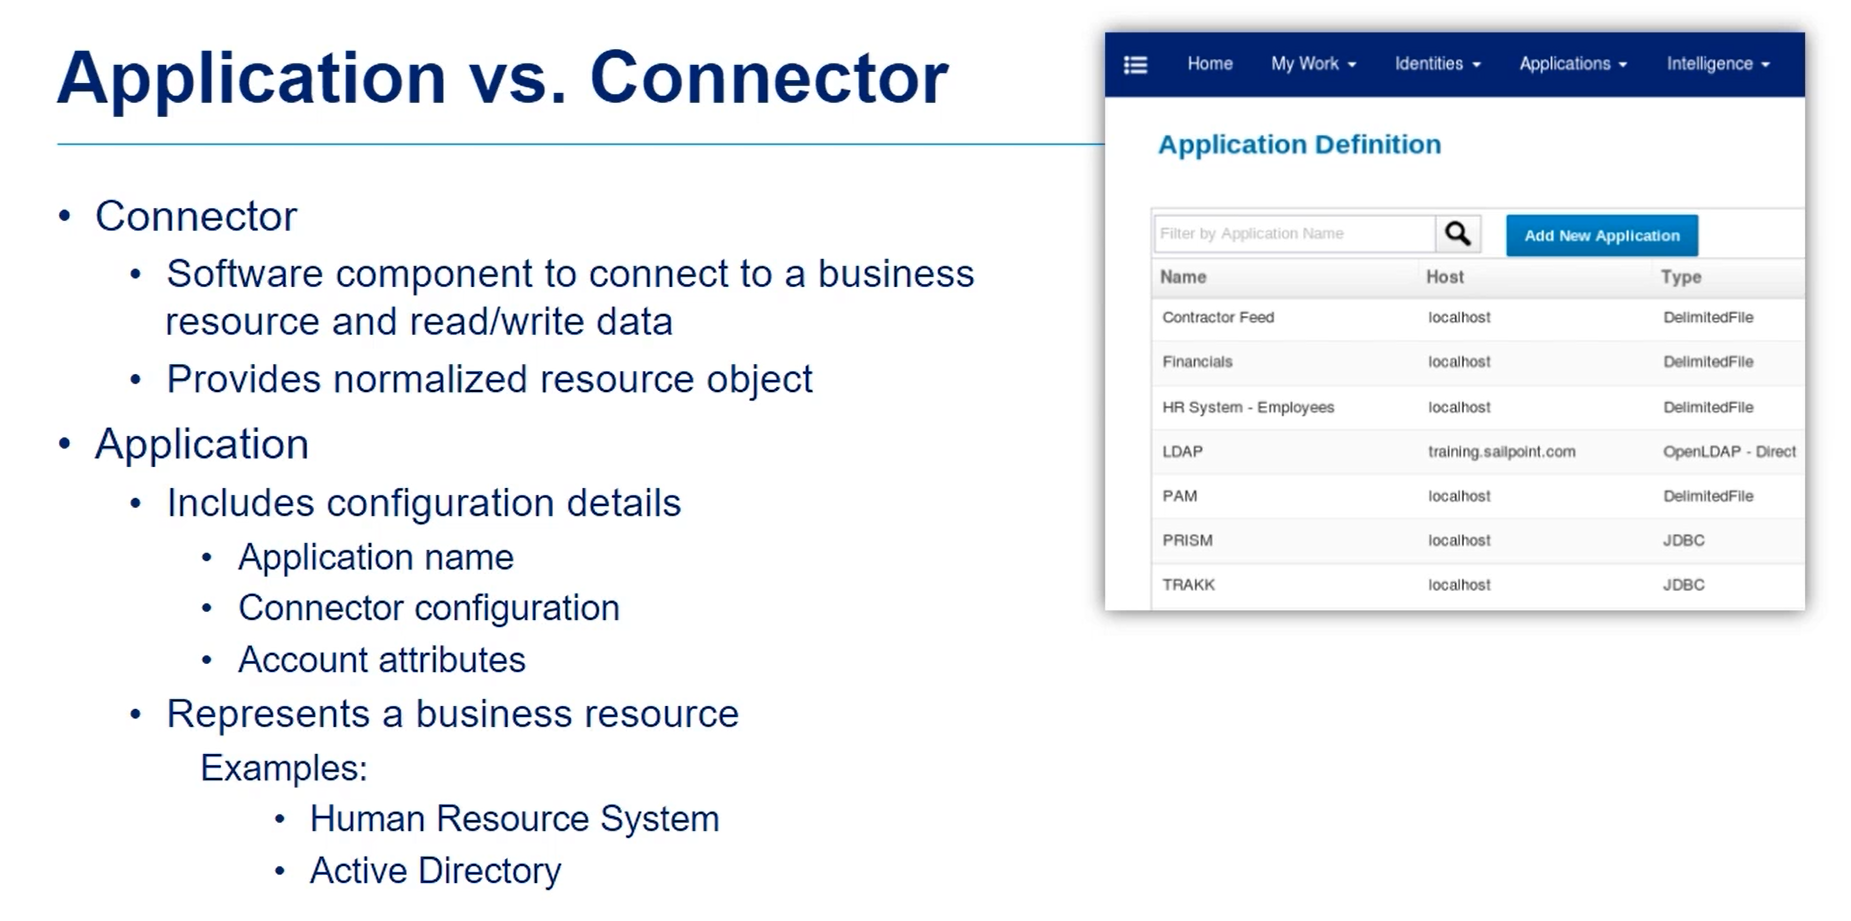 Application vs. Connector
• Connector
• Software component to connect to a business
resource and read/write data
• Provides normalized resource object
• Application
• Includes configuration details
• Application name
• Connector configuration
• Account attributes
• Represents a business resource
Examples:
• Human Resource System
• Active Directory
Home My Work Identities Applications Intelligence
Application Definition
Filter by Application Name Add New Application
Name Host Type
Contractor Feed localhost DelimitedFile
Financials localhost DelimitedFile
HR System - Employees localhost DelimitedFile
LDAP training.sailpoint.com OpenLDAP - Direct
PAM localhost DelimitedFile
PRISM localhost JDBC
TRAKK localhost JDBC